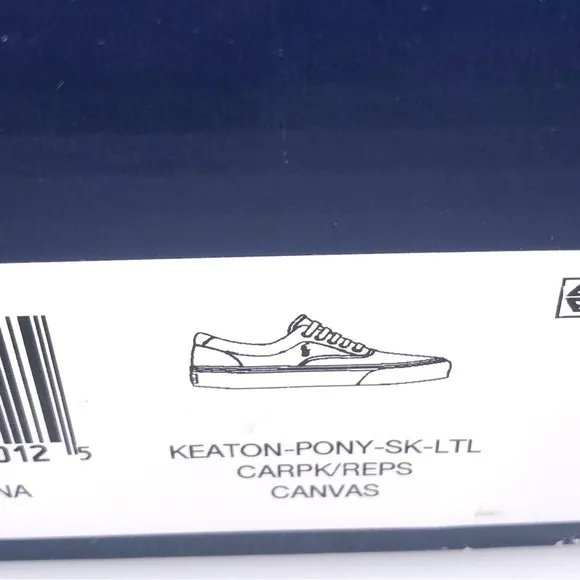 012 5
NA
KEATON-PONY-SK-LTL
CARPK/REPS
CANVAS